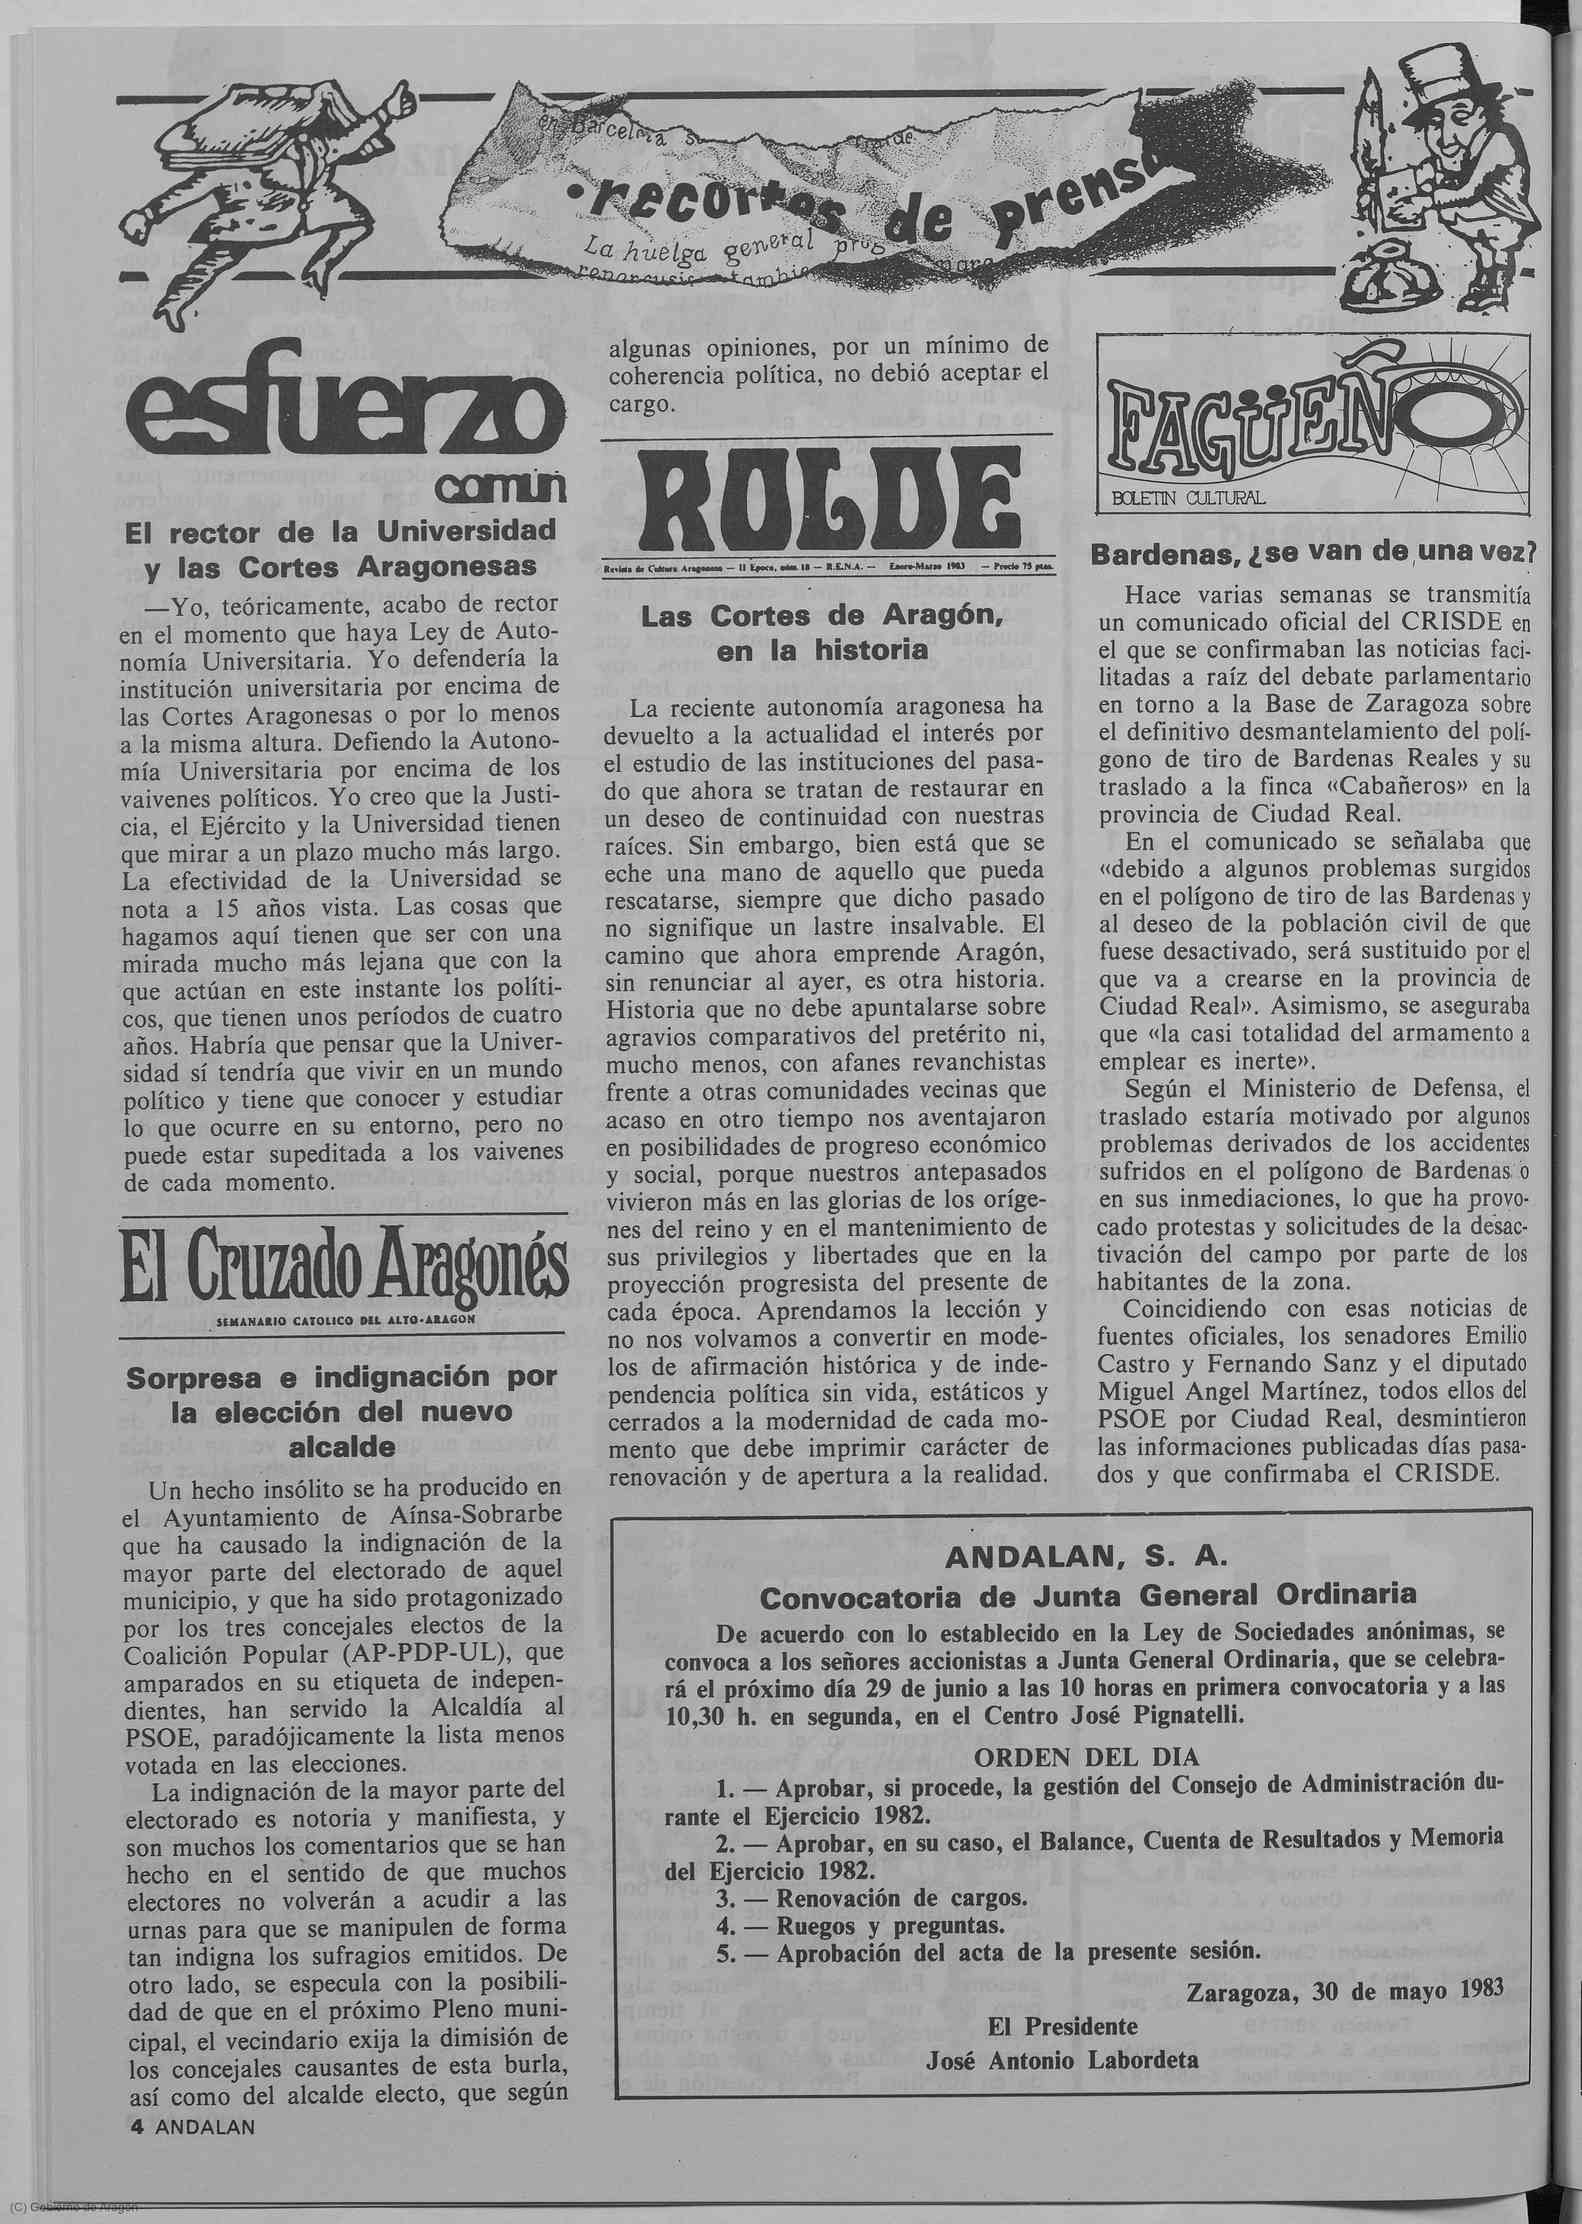 en Barcelona
recortes de prensa
La huelga general
también
esfuerzo
común
El rector de la Universidad
y las Cortes Aragonesas
—Yo, teóricamente, acabo de rector
en el momento que haya Ley de Auto-
nomía Universitaria. Yo defendería la
institución universitaria por encima de
las Cortes Aragonesas o por lo menos
a la misma altura. Defiendo la Autono-
mía Universitaria por encima de los
vaivenes políticos. Yo creo que la Justi-
cia, el Ejército y la Universidad tienen
que mirar a un plazo mucho más largo.
La efectividad de la Universidad se
nota a 15 años vista. Las cosas que
hagamos aquí tienen que ser con una
mirada mucho más lejana que con la
que actúan en este instante los políti-
cos, que tienen unos períodos de cuatro
años. Habría que pensar que la Univer-
sidad sí tendría que vivir en un mundo
político y tiene que conocer y estudiar
lo que ocurre en su entorno, pero no
puede estar supeditada a los vaivenes
de cada momento.
El Cruzado Aragonés
SEMANARIO CATOLICO DEL ALTO-ARAGON
Sorpresa e indignación por
la elección del nuevo
alcalde
Un hecho insólito se ha producido en
el Ayuntamiento de Aínsa-Sobrarbe
que ha causado la indignación de la
mayor parte del electorado de aquel
municipio, y que ha sido protagonizado
por los tres concejales electos de la
Coalición Popular (AP-PDP-UL), que
amparados en su etiqueta de indepen-
dientes, han servido la Alcaldía al
PSOE, paradójicamente la lista menos
votada en las elecciones.
La indignación de la mayor parte del
electorado es notoria y manifiesta, y
son muchos los comentarios que se han
hecho en el sentido de que muchos
electores no volverán a acudir a las
urnas para que se manipulen de forma
tan indigna los sufragios emitidos. De
otro lado, se especula con la posibili-
dad de que en el próximo Pleno muni-
cipal, el vecindario exija la dimisión de
los concejales causantes de esta burla,
así como del alcalde electo, que según
algunas opiniones, por un mínimo de
coherencia política, no debió aceptar el
cargo.
ROLDE
Revista de Cultura Aragonesa — II Epoca, núm. 18 — R.E.N.A. — Enero-Marzo 1983 — Precio 75 ptas.
Las Cortes de Aragón,
en la historia
La reciente autonomía aragonesa ha
devuelto a la actualidad el interés por
el estudio de las instituciones del pasa-
do que ahora se tratan de restaurar en
un deseo de continuidad con nuestras
raíces. Sin embargo, bien está que se
eche una mano de aquello que pueda
rescatarse, siempre que dicho pasado
no signifique un lastre insalvable. El
camino que ahora emprende Aragón,
sin renunciar al ayer, es otra historia.
Historia que no debe apuntalarse sobre
agravios comparativos del pretérito ni,
mucho menos, con afanes revanchistas
frente a otras comunidades vecinas que
acaso en otro tiempo nos aventajaron
en posibilidades de progreso económico
y social, porque nuestros antepasados
vivieron más en las glorias de los oríge-
nes del reino y en el mantenimiento de
sus privilegios y libertades que en la
proyección progresista del presente de
cada época. Aprendamos la lección y
no nos volvamos a convertir en mode-
los de afirmación histórica y de inde-
pendencia política sin vida, estáticos y
cerrados a la modernidad de cada mo-
mento que debe imprimir carácter de
renovación y de apertura a la realidad.
FAGÜEÑO
BOLETIN CULTURAL
Bardenas, ¿se van de una vez?
Hace varias semanas se transmitía
un comunicado oficial del CRISDE en
el que se confirmaban las noticias faci-
litadas a raíz del debate parlamentario
en torno a la Base de Zaragoza sobre
el definitivo desmantelamiento del polí-
gono de tiro de Bardenas Reales y su
traslado a la finca «Cabañeros» en la
provincia de Ciudad Real.
En el comunicado se señalaba que
«debido a algunos problemas surgidos
en el polígono de tiro de las Bardenas y
al deseo de la población civil de que
fuese desactivado, será sustituido por el
que va a crearse en la provincia de
Ciudad Real». Asimismo, se aseguraba
que «la casi totalidad del armamento a
emplear es inerte».
Según el Ministerio de Defensa, el
traslado estaría motivado por algunos
problemas derivados de los accidentes
sufridos en el polígono de Bardenas o
en sus inmediaciones, lo que ha provo-
cado protestas y solicitudes de la desac-
tivación del campo por parte de los
habitantes de la zona.
Coincidiendo con esas noticias de
fuentes oficiales, los senadores Emilio
Castro y Fernando Sanz y el diputado
Miguel Angel Martínez, todos ellos del
PSOE por Ciudad Real, desmintieron
las informaciones publicadas días pasa-
dos y que confirmaba el CRISDE.
ANDALAN, S. A.
Convocatoria de Junta General Ordinaria
De acuerdo con lo establecido en la Ley de Sociedades anónimas, se
convoca a los señores accionistas a Junta General Ordinaria, que se celebra-
rá el próximo día 29 de junio a las 10 horas en primera convocatoria y a las
10,30 h. en segunda, en el Centro José Pignatelli.
ORDEN DEL DIA
1. — Aprobar, si procede, la gestión del Consejo de Administración du-
rante el Ejercicio 1982.
2. — Aprobar, en su caso, el Balance, Cuenta de Resultados y Memoria
del Ejercicio 1982.
3. — Renovación de cargos.
4. — Ruegos y preguntas.
5. — Aprobación del acta de la presente sesión.
Zaragoza, 30 de mayo 1983
El Presidente
José Antonio Labordeta
4 ANDALAN
(C) Gobierno de Aragón